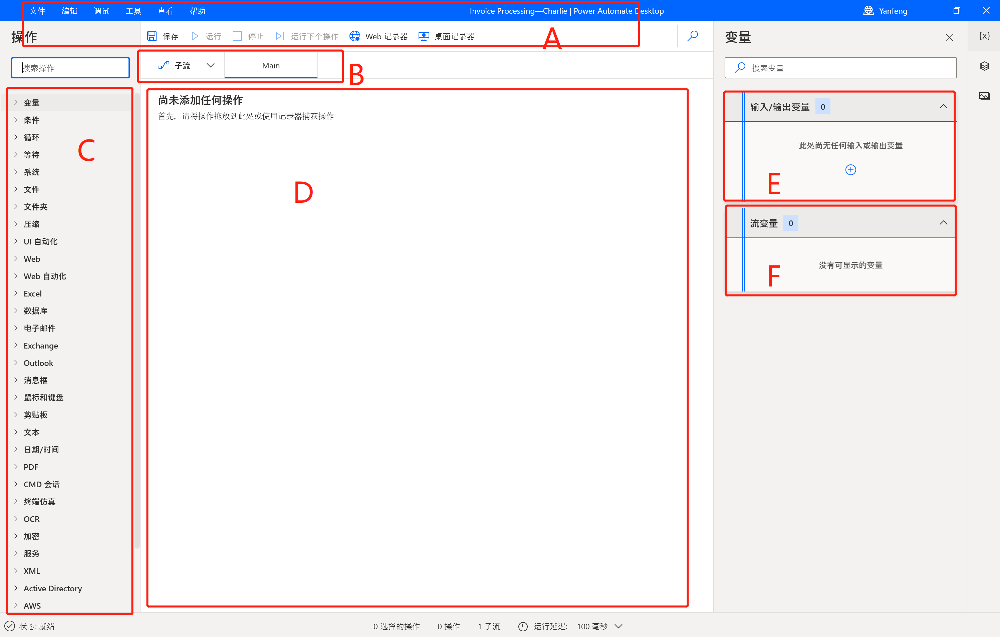 文件 编辑 调试 工具 查看 帮助 Invoice Processing—Charlie | Power Automate Desktop Yanfeng
操作
保存 运行 停止 运行下个操作 Web 记录器 桌面记录器
A
变量
{x}
搜索操作
子流 Main
B
搜索变量
C
变量
条件
循环
等待
系统
文件
文件夹
压缩
UI 自动化
Web
Web 自动化
Excel
数据库
电子邮件
Exchange
Outlook
消息框
鼠标和键盘
剪贴板
文本
日期/时间
PDF
CMD 会话
终端仿真
OCR
加密
服务
XML
Active Directory
AWS
尚未添加任何操作
首先，请将操作拖放到此处或使用记录器捕获操作
D
输入/输出变量 0
此处尚无任何输入或输出变量
E
流变量 0
没有可显示的变量
F
状态: 就绪 0 选择的操作 0 操作 1 子流 运行延迟: 100 毫秒